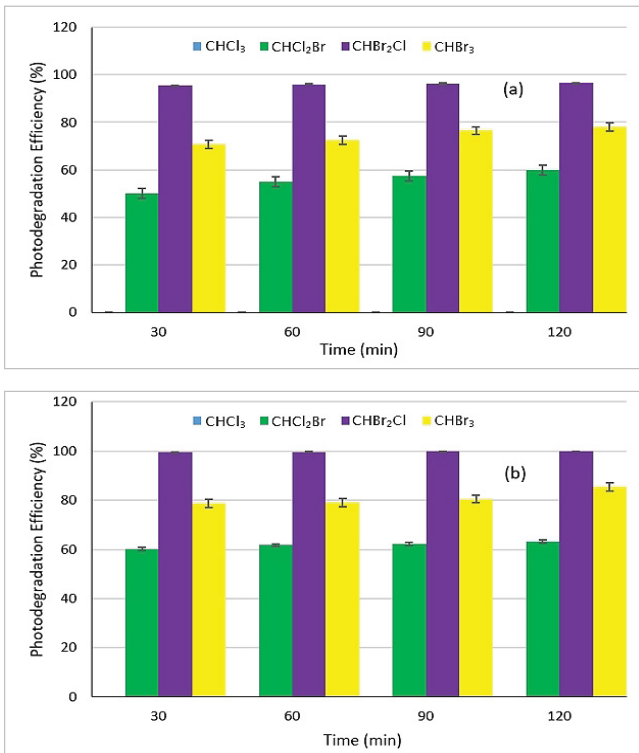 120
CHCl₃ CHCl₂Br CHBr₂Cl CHBr₃
100
(a)
80
60
40
20
0
Photodegradation Efficiency (%)
30 60 90 120
Time (min)
120
CHCl₃ CHCl₂Br CHBr₂Cl CHBr₃
100
(b)
80
60
40
20
0
Photodegradation Efficiency (%)
30 60 90 120
Time (min)